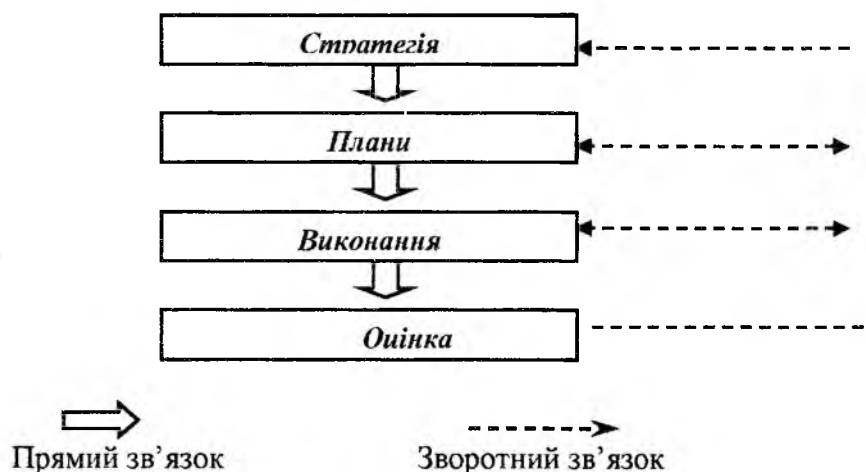 Стратегія
Плани
Виконання
Оцінка
Прямий зв’язок
Зворотний зв’язок